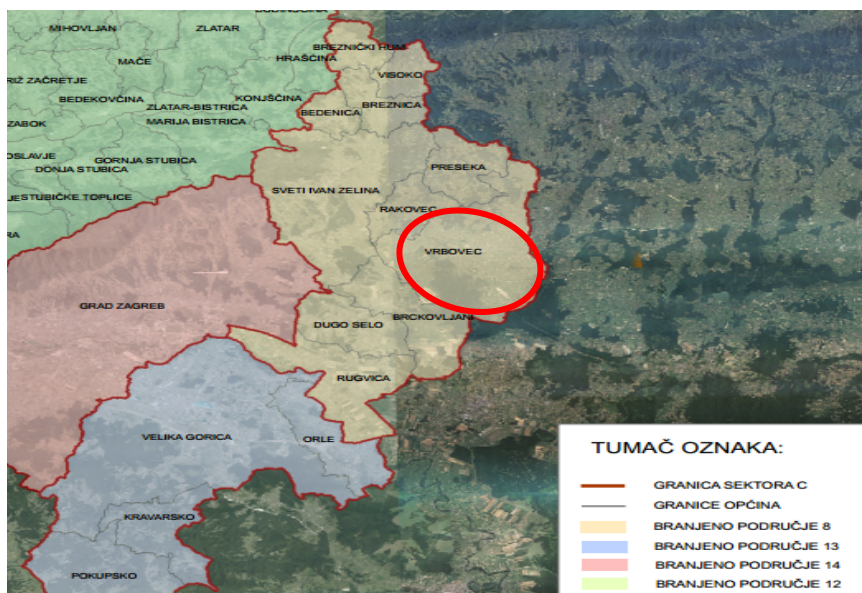 MIHOVLJAN
ZLATAR
MAČE
BREZNIČKI HUM
HRAŠĆINA
VISOKO
RIŽ ZAČRETJE
BEDEKOVČINA
KONJŠČINA
ZLATAR-BISTRICA
BREZNICA
BEDENICA
ZABOK
MARIJA BISTRICA
OSLAVJE
GORNJA STUBICA
DONJA STUBICA
PRESEKA
STUBIČKE TOPLICE
SVETI IVAN ZELINA
RAKOVEC
VRBOVEC
GRAD ZAGREB
BRCKOVLJANI
DUGO SELO
RUGVICA
VELIKA GORICA
ORLE
KRAVARSKO
POKUPSKO
TUMAČ OZNAKA:
GRANICA SEKTORA C
GRANICE OPĆINA
BRANJENO PODRUČJE 8
BRANJENO PODRUČJE 13
BRANJENO PODRUČJE 14
BRANJENO PODRUČJE 12